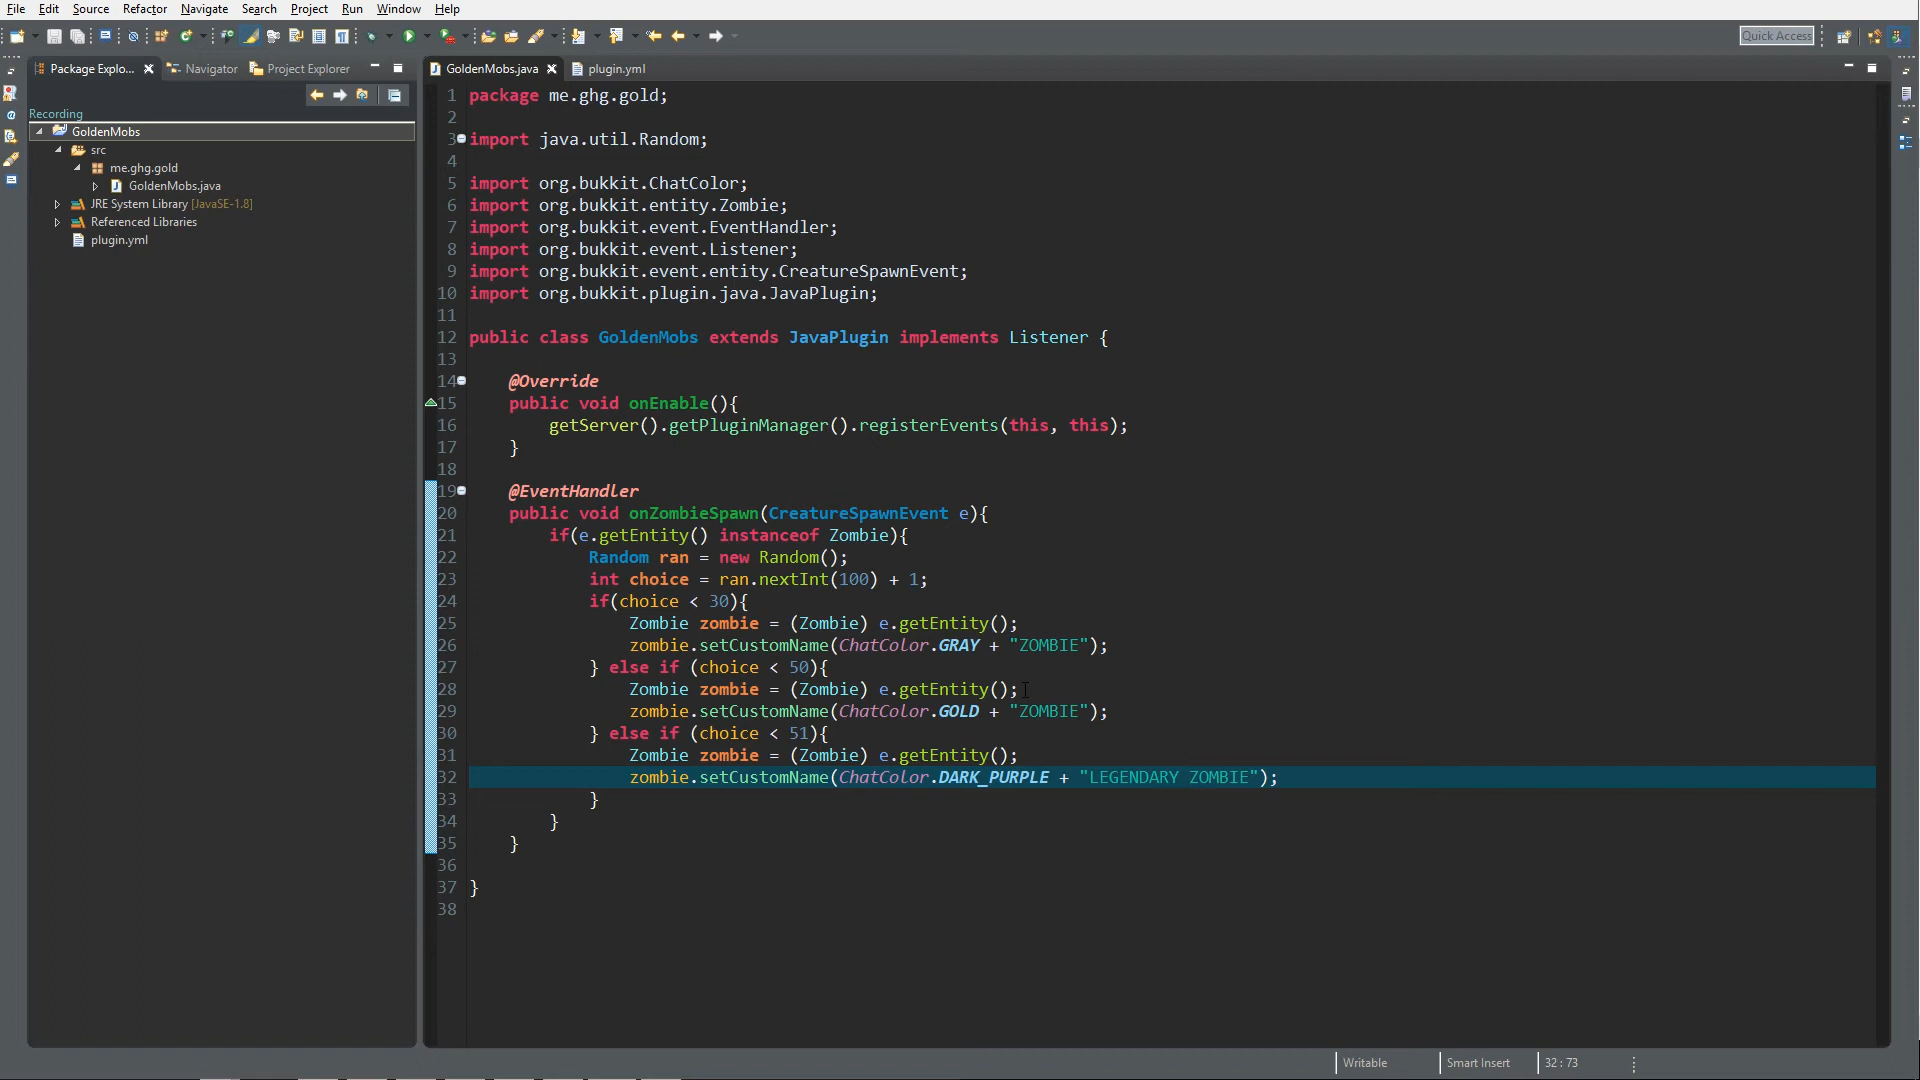 File Edit Source Refactor Navigate Search Project Run Window Help
Quick Access
Package Explo... Navigator Project Explorer
GoldenMobs.java plugin.yml
Recording
GoldenMobs
src
me.ghg.gold
GoldenMobs.java
JRE System Library [JavaSE-1.8]
Referenced Libraries
plugin.yml
1 package me.ghg.gold;
2
3 import java.util.Random;
4
5 import org.bukkit.ChatColor;
6 import org.bukkit.entity.Zombie;
7 import org.bukkit.event.EventHandler;
8 import org.bukkit.event.Listener;
9 import org.bukkit.event.entity.CreatureSpawnEvent;
10 import org.bukkit.plugin.java.JavaPlugin;
11
12 public class GoldenMobs extends JavaPlugin implements Listener {
13
14 @Override
15 public void onEnable(){
16 getServer().getPluginManager().registerEvents(this, this);
17 }
18
19 @EventHandler
20 public void onZombieSpawn(CreatureSpawnEvent e){
21 if(e.getEntity() instanceof Zombie){
22 Random ran = new Random();
23 int choice = ran.nextInt(100) + 1;
24 if(choice < 30){
25 Zombie zombie = (Zombie) e.getEntity();
26 zombie.setCustomName(ChatColor.GRAY + "ZOMBIE");
27 } else if (choice < 50){
28 Zombie zombie = (Zombie) e.getEntity();
29 zombie.setCustomName(ChatColor.GOLD + "ZOMBIE");
30 } else if (choice < 51){
31 Zombie zombie = (Zombie) e.getEntity();
32 zombie.setCustomName(ChatColor.DARK_PURPLE + "LEGENDARY ZOMBIE");
33 }
34 }
35 }
36
37 }
38
Writable Smart Insert 32 : 73